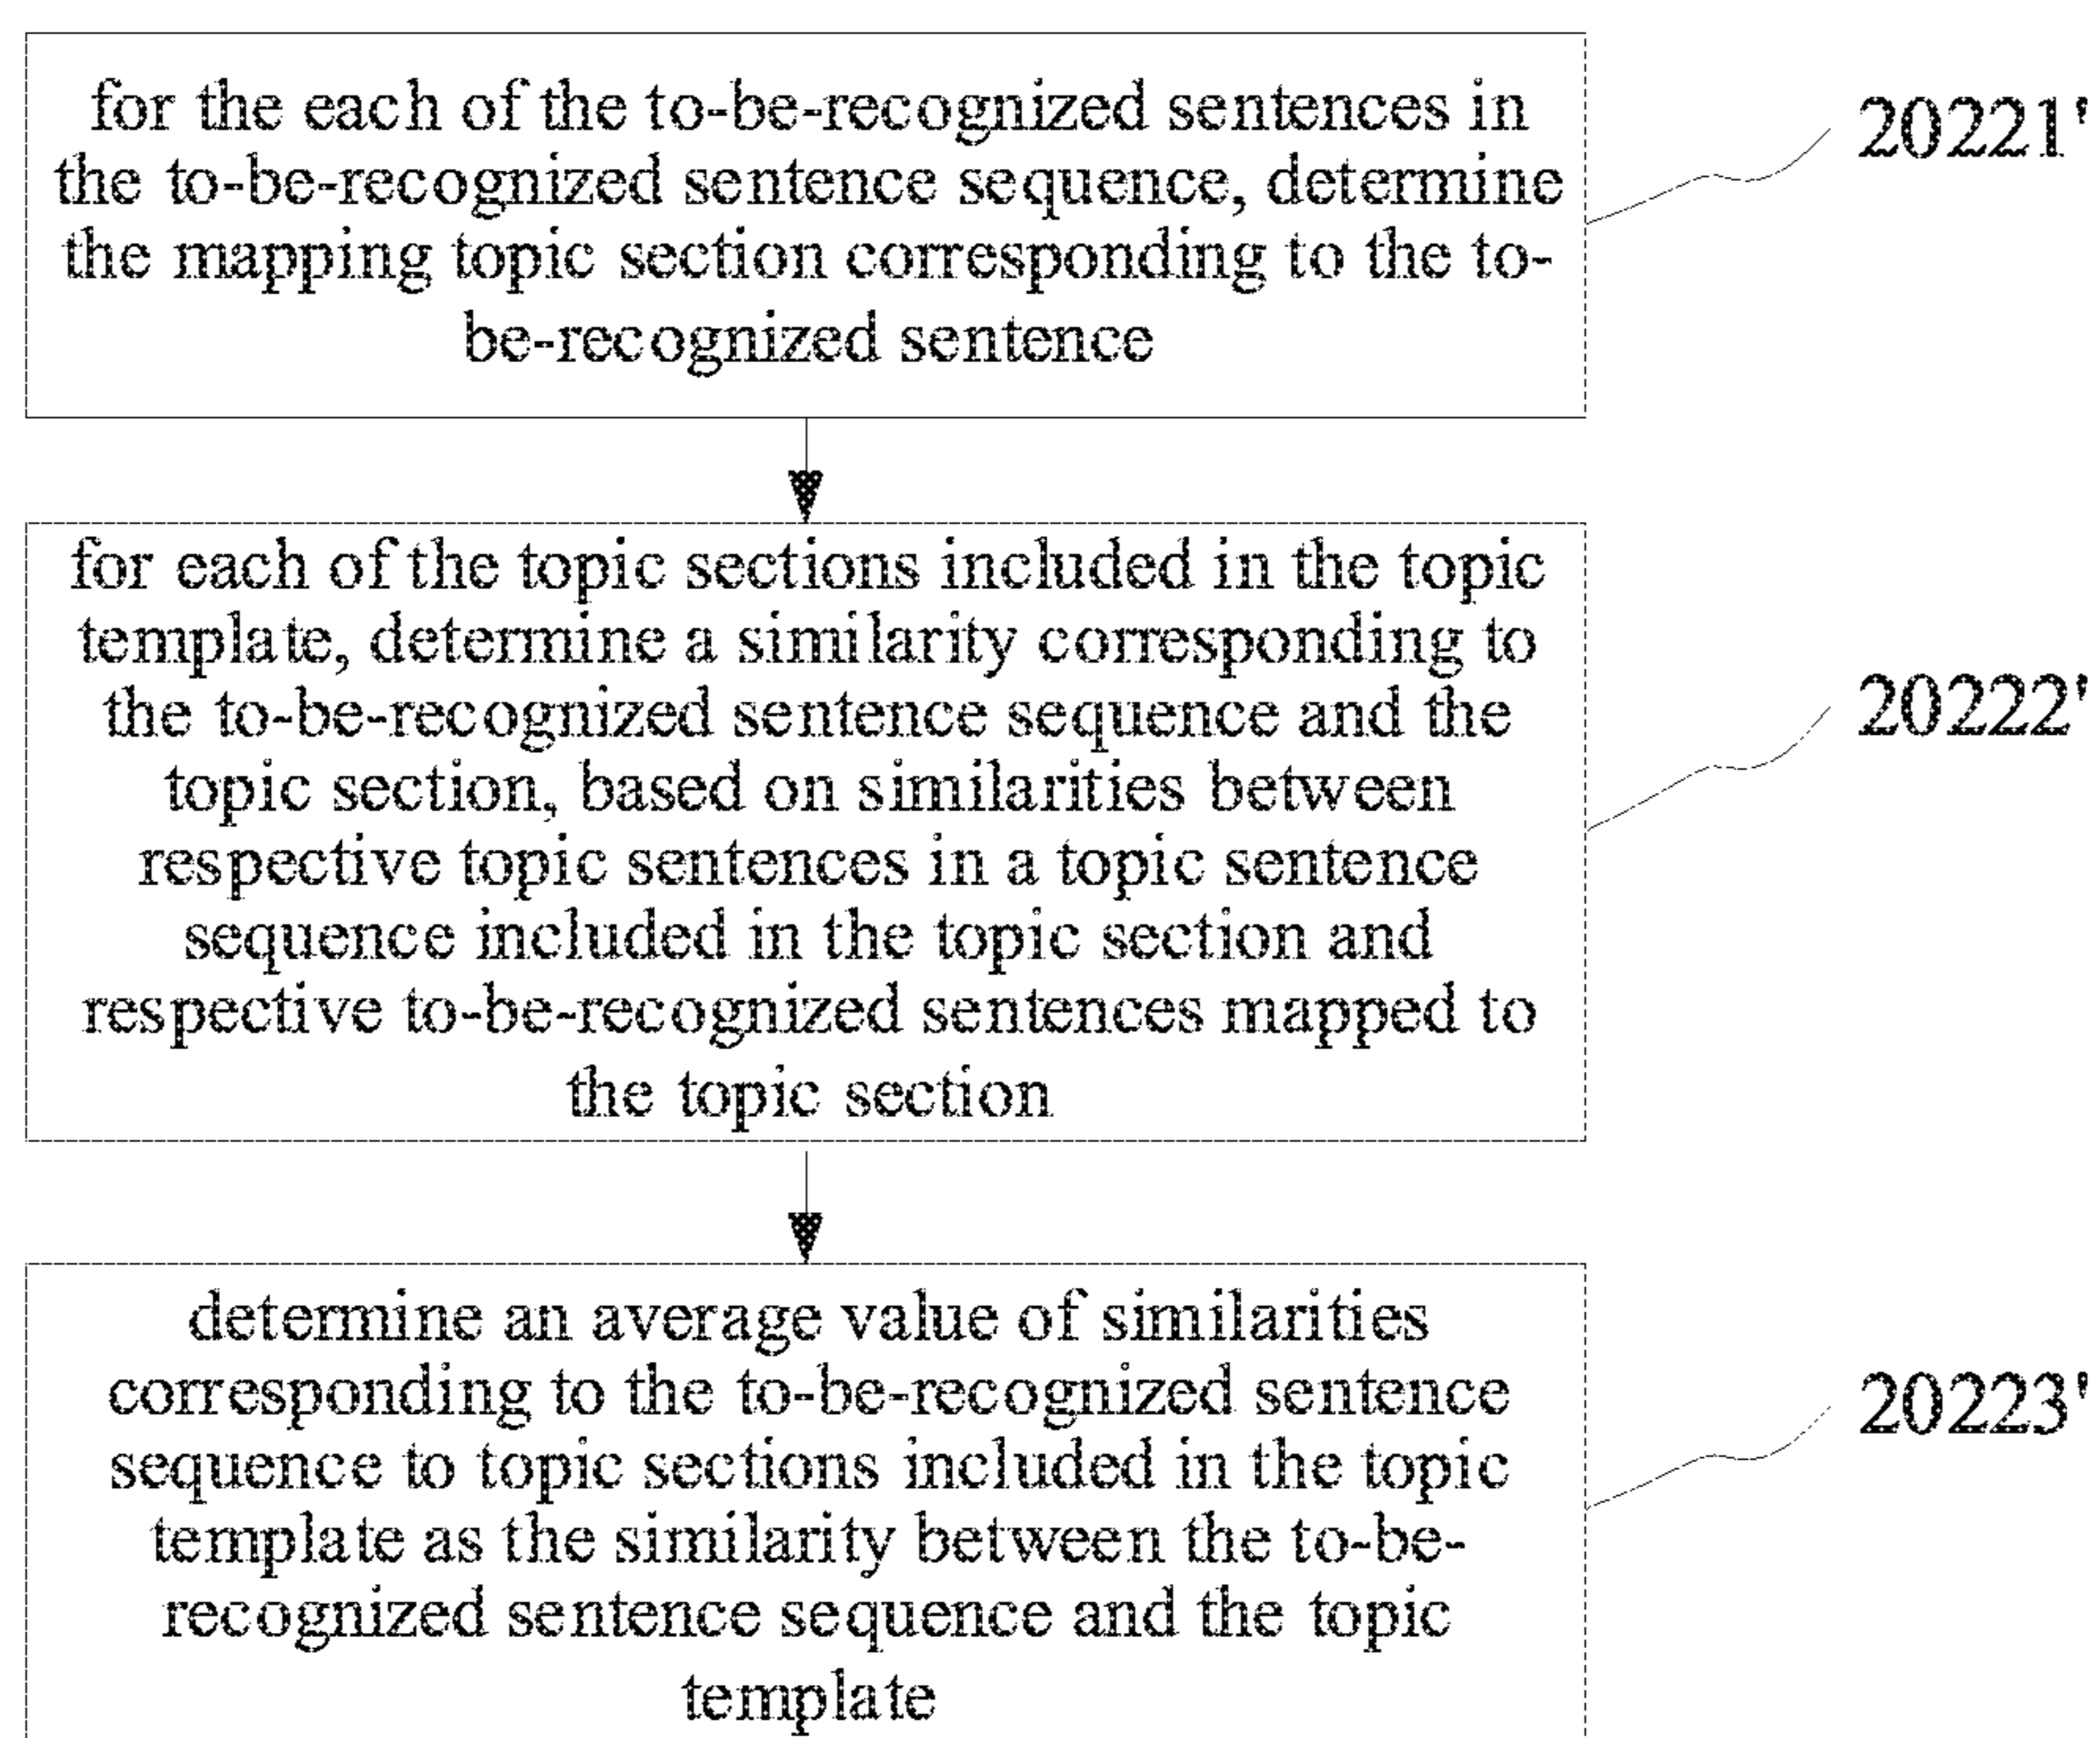 for the each of the to-be-recognized sentences in
the to-be-recognized sentence sequence, determine
the mapping topic section corresponding to the to-
be-recognized sentence
20221'
for each of the topic sections included in the topic
template, determine a similarity corresponding to
the to-be-recognized sentence sequence and the
topic section, based on similarities between
respective topic sentences in a topic sentence
sequence included in the topic section and
respective to-be-recognized sentences mapped to
the topic section
20222'
determine an average value of similarities
corresponding to the to-be-recognized sentence
sequence to topic sections included in the topic
template as the similarity between the to-be-
recognized sentence sequence and the topic
template
20223'